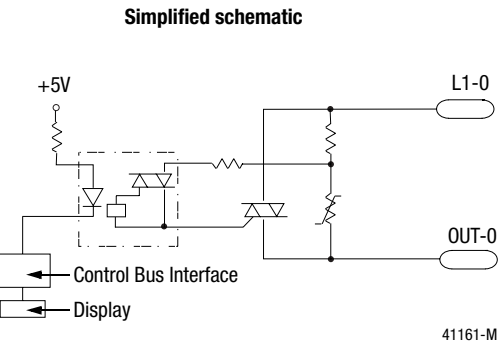 Simplified schematic
+5V
L1-0
OUT-0
Control Bus Interface
Display
41161-M